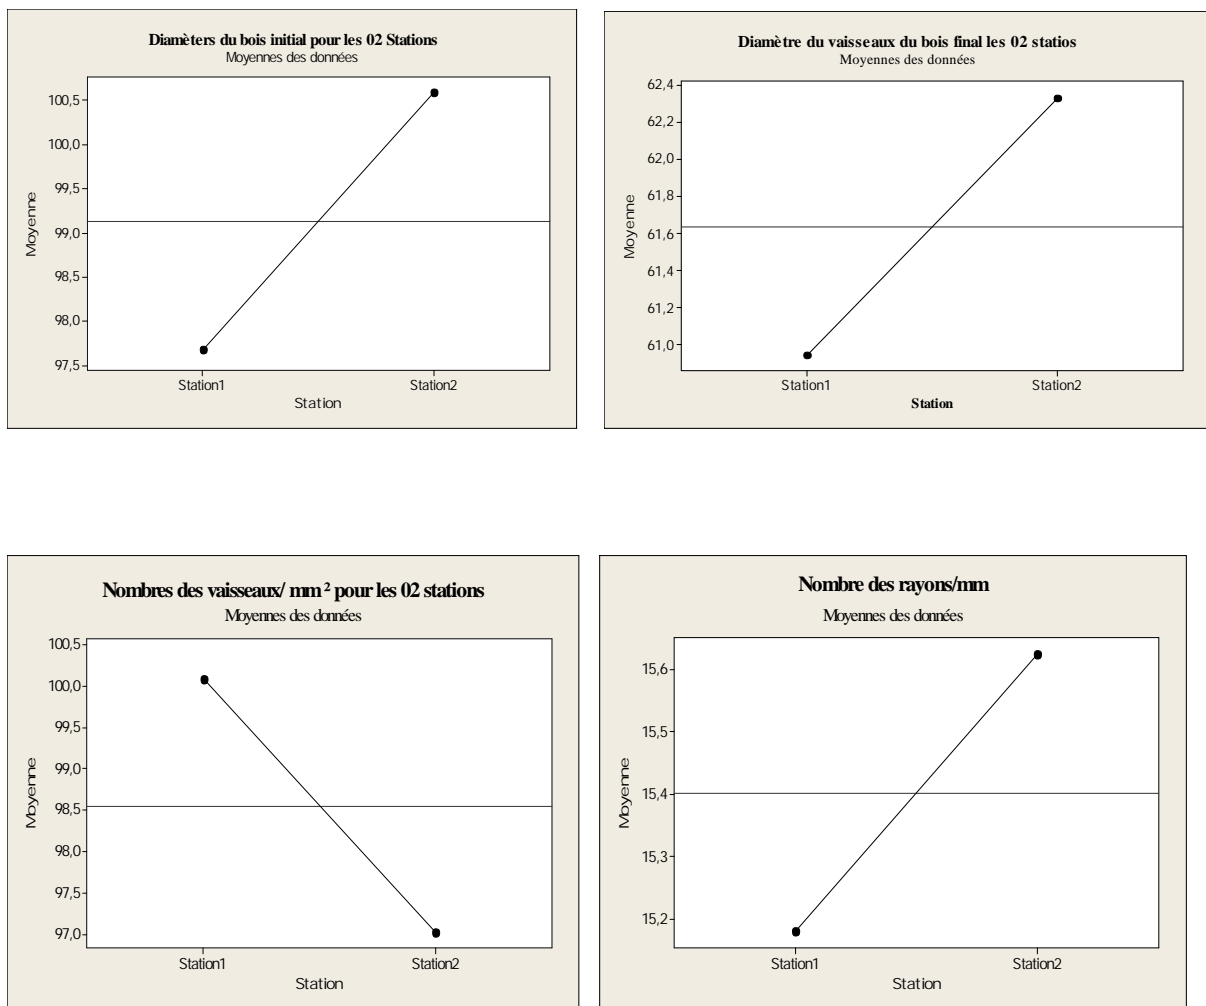 Diamèters du bois initial pour les 02 Stations
Moyennes des données
100,5
100,0
99,5
99,0
98,5
98,0
97,5
Moyenne
Station1
Station2
Station
Diamètre du vaisseaux du bois final les 02 statios
Moyennes des données
62,4
62,2
62,0
61,8
61,6
61,4
61,2
61,0
Moyenne
Station1
Station2
Station
Nombres des vaisseaux/ mm² pour les 02 stations
Moyennes des données
100,5
100,0
99,5
99,0
98,5
98,0
97,5
97,0
Moyenne
Station1
Station2
Station
Nombre des rayons/mm
Moyennes des données
15,6
15,5
15,4
15,3
15,2
Moyenne
Station1
Station2
Station